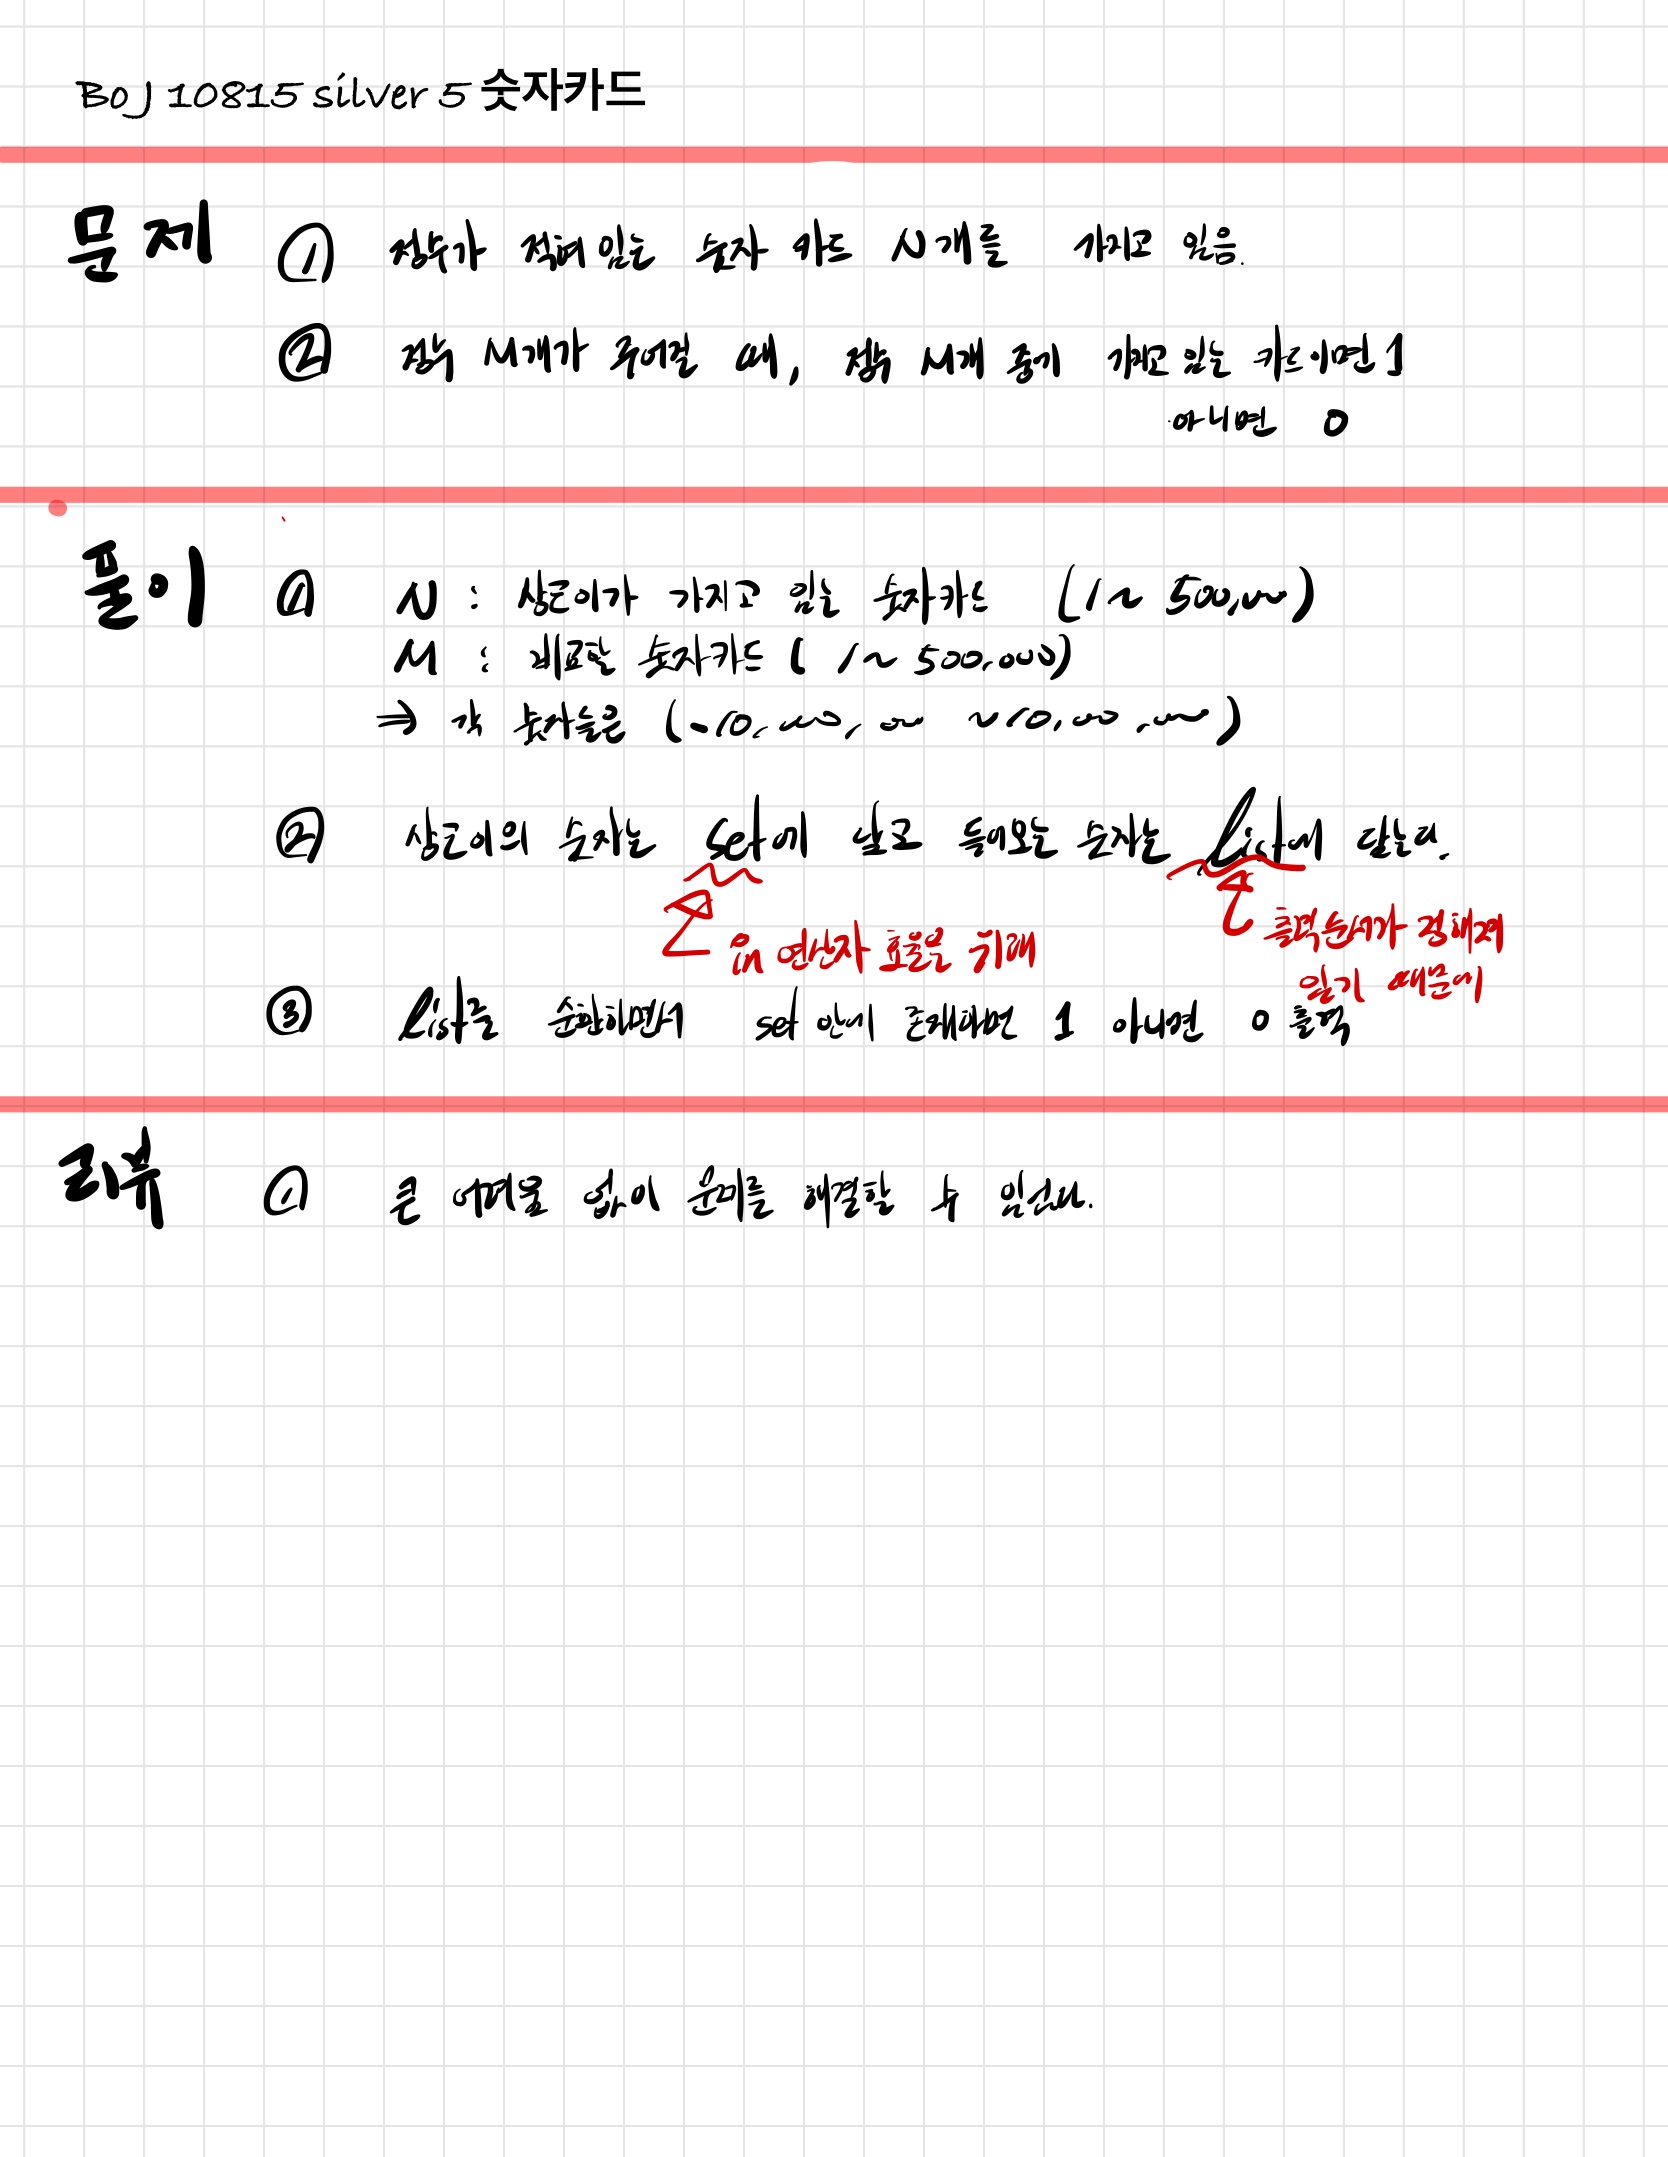 BOJ 10815 silver 5 숫자카드
문제 ① 정수가 적혀있는 숫자 카드 N개를 가지고 있음.
② 정수 M개가 주어질 때, 정수 M개 중에 가지고 있는 카드이면 1
아니면 0
풀이 ① N : 상근이가 가지고 있는 숫자카드 (1~ 500,000)
M : 비교할 숫자카드 ( 1~500,000)
⇒ 각 숫자들은 (-10,000,000 ~10,000,000)
② 상근이의 숫자는 set에 넣고 들어오는 숫자는 list에 담는다.
in 연산자 효율을 위해
출력순서가 정해져
있기 때문에
③ list를 순환하면서 set 안에 존재하면 1 아니면 0 출력
리뷰 ① 큰 어려움 없이 문제를 해결할 수 있었다.